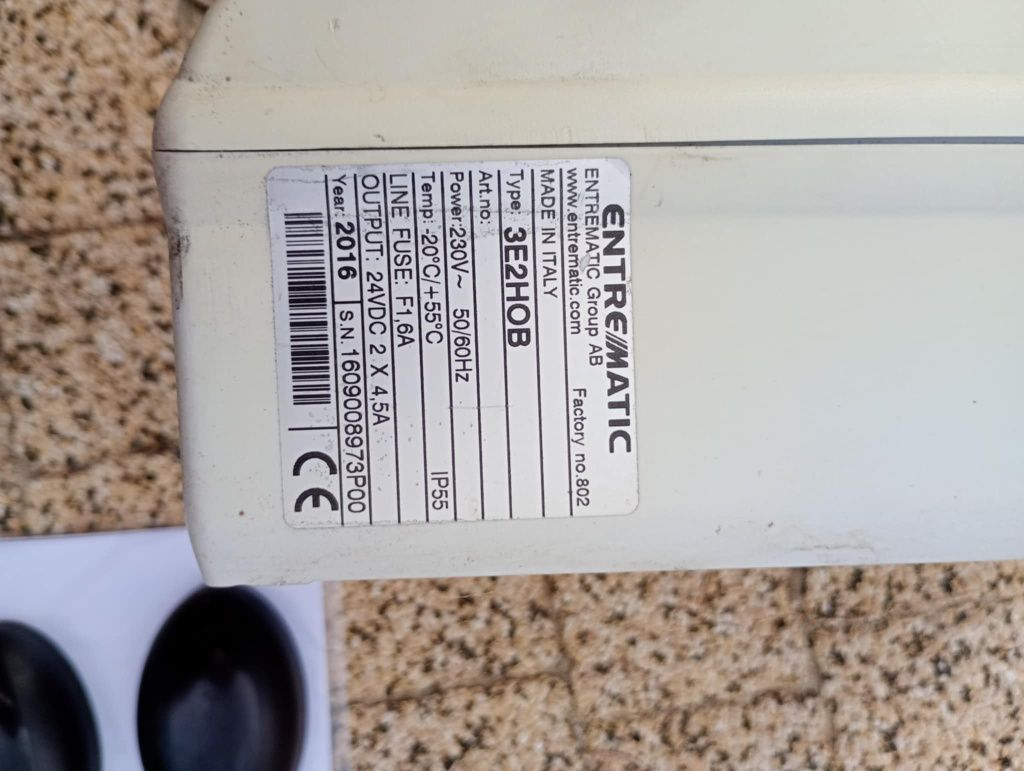 ENTRE/MATIC
ENTREMATIC Group AB Factory no.802
www.entrematic.com
MADE IN ITALY
Type: 3E2HOB
Art.no:
Power:230V~ 50/60Hz
Temp: -20°C/+55°C IP55
LINE FUSE: F1,6A
OUTPUT: 24VDC 2 X 4,5A
Year: 2016 S.N.1609008973P00
CE